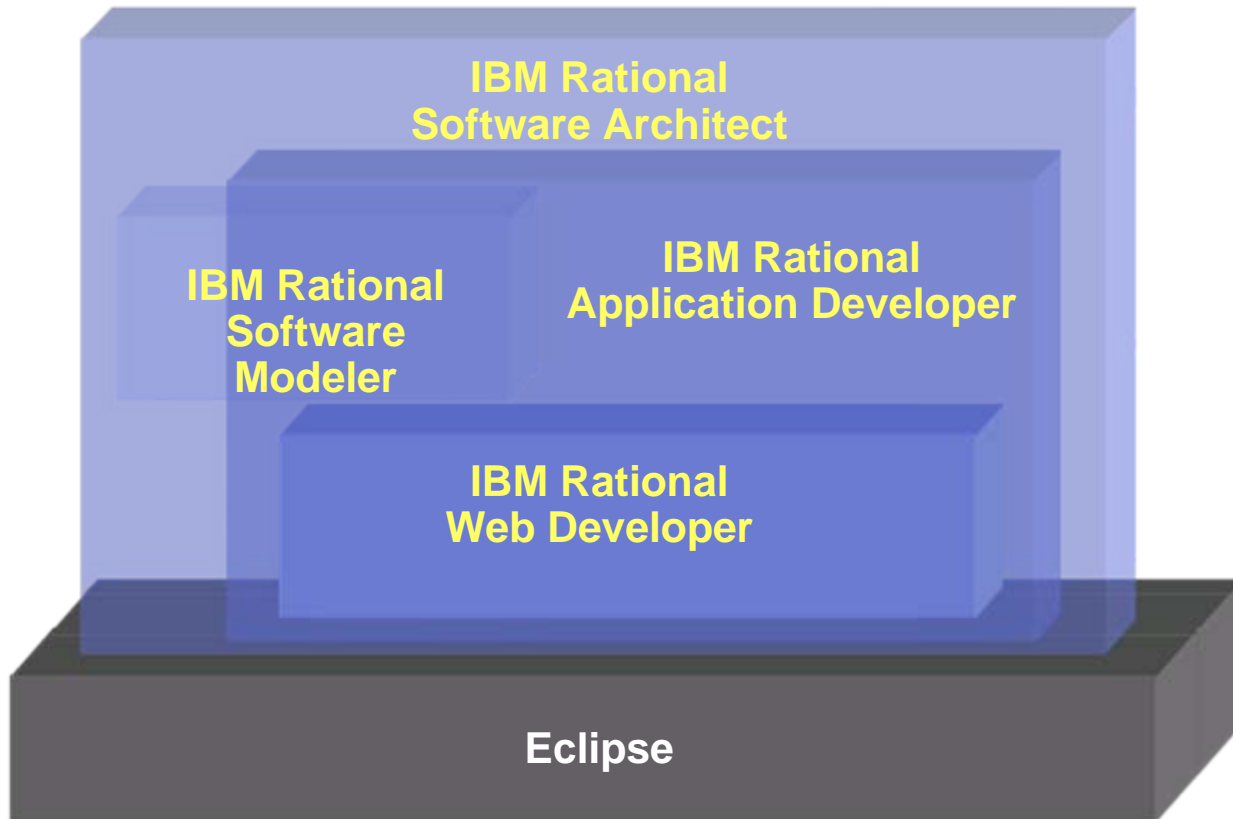 IBM Rational
Software Architect
IBM Rational
Application Developer
IBM Rational
Software
Modeler
IBM Rational
Web Developer
Eclipse